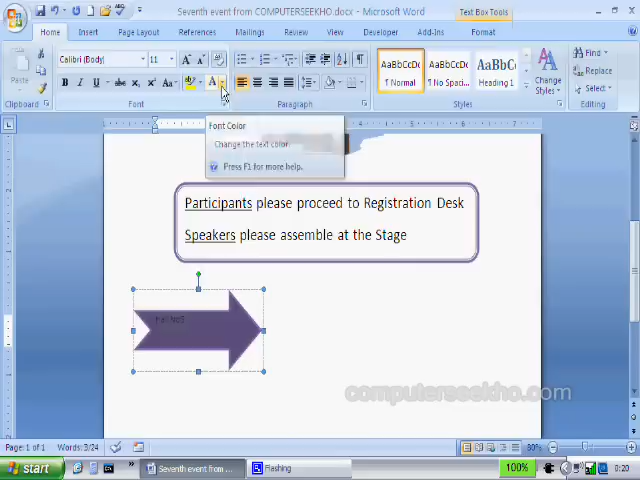 Seventh event from COMPUTERSEEKHO.docx - Microsoft Word
Text Box Tools
Home
Insert
Page Layout
References
Mailings
Review
View
Developer
Add-Ins
Format
Paste
Clipboard
Calibri (Body)
11
Font
Paragraph
AaBbCcDc
¶ Normal
AaBbCcDc
¶ No Spaci...
AaBbC
Heading 1
Change Styles
Styles
Find
Replace
Select
Editing
Font Color
Change the text color.
Press F1 for more help.
Participants please proceed to Registration Desk
Speakers please assemble at the Stage
computerseekho.com
Page: 1 of 1
Words: 3/24
80%
start
Seventh event from ...
Flashing
100%
0:20